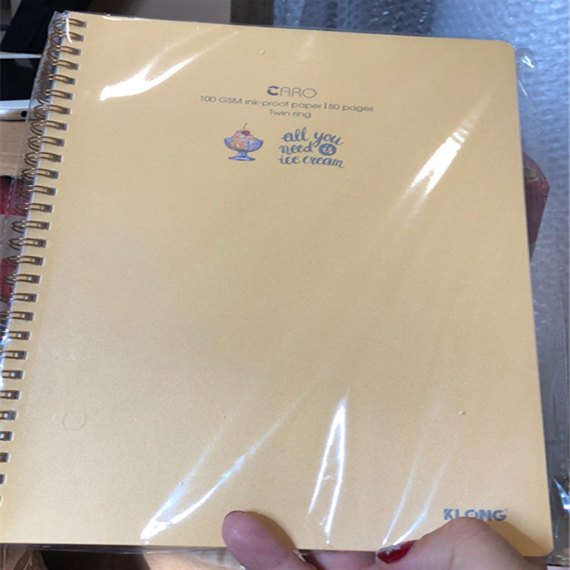 CARO
100 GSM ink-proof paper | 80 pages
Twin ring
all you
need is
ice cream
KLONG